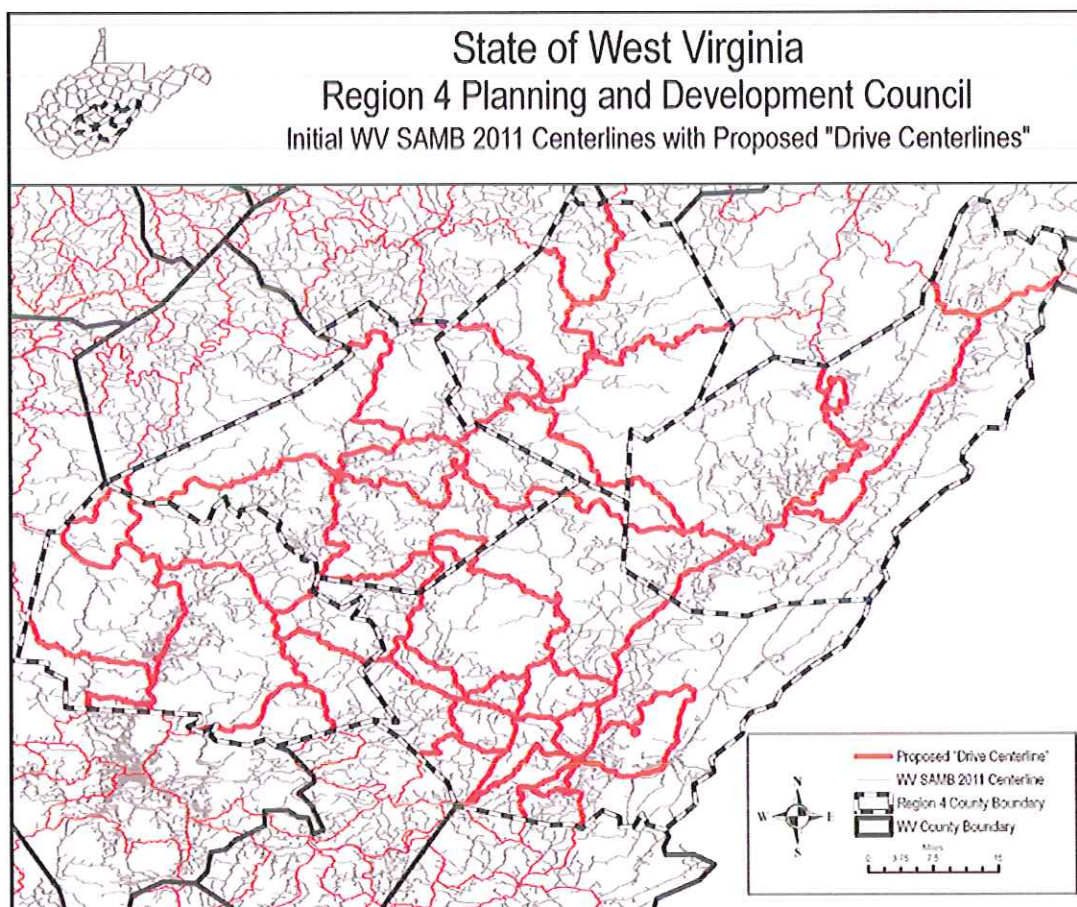 State of West Virginia
Region 4 Planning and Development Council
Initial WV SAMB 2011 Centerlines with Proposed "Drive Centerlines"
Proposed "Drive Centerline"
WV SAMB 2011 Centerline
Region 4 County Boundary
WV County Boundary
N
W E
S
Miles
0 3.75 7.5 15